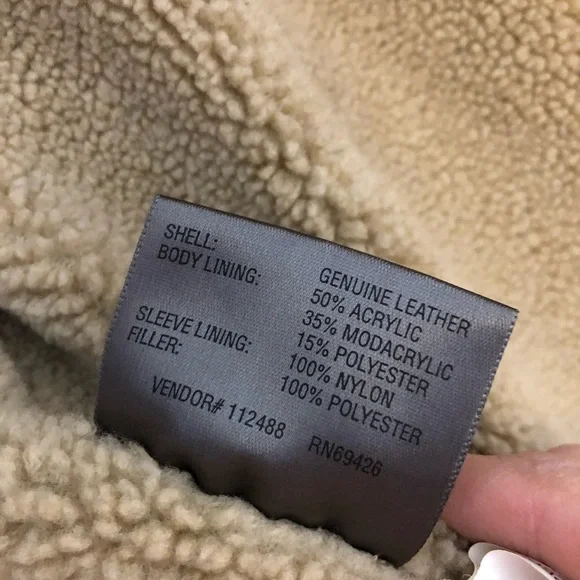 SHELL: GENUINE LEATHER
BODY LINING: 50% ACRYLIC
35% MODACRYLIC
15% POLYESTER
SLEEVE LINING: 100% NYLON
FILLER: 100% POLYESTER
VENDOR# 112488 RN69426